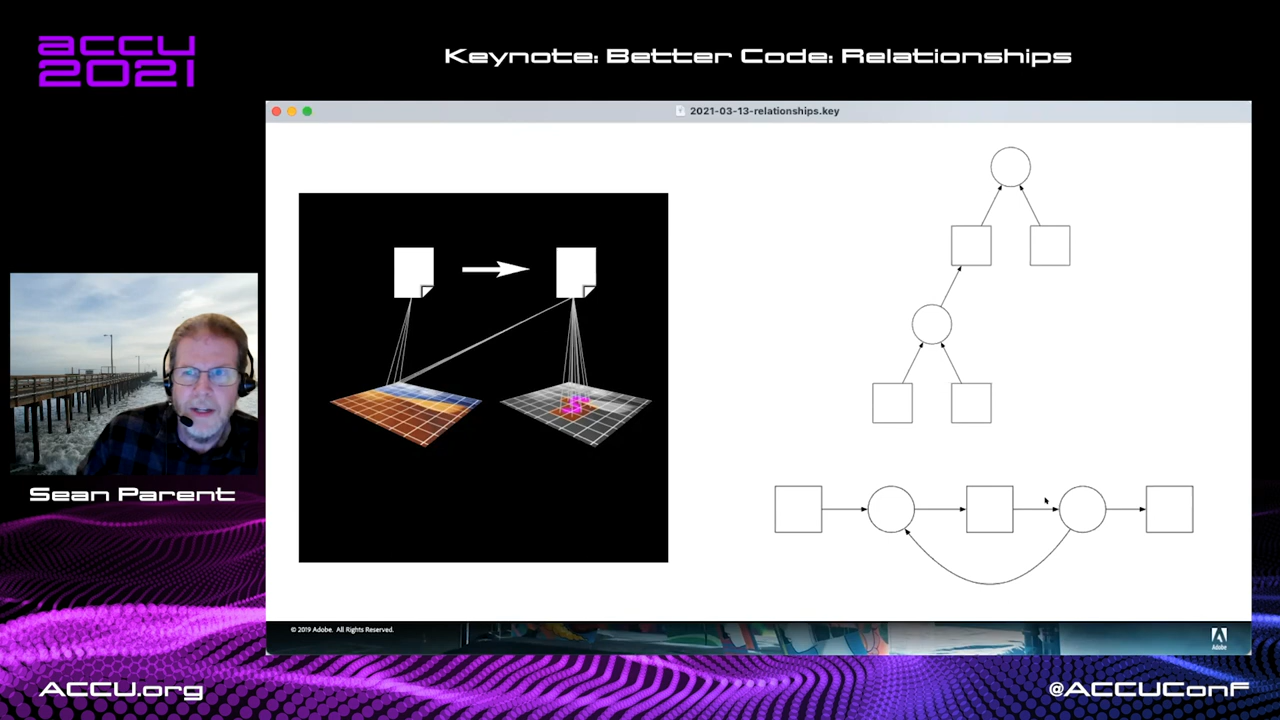 accu
2021
Keynote: Better Code: Relationships
2021-03-13-relationships.key
Sean Parent
© 2019 Adobe. All Rights Reserved.
Adobe
ACCU.org
@ACCUConf